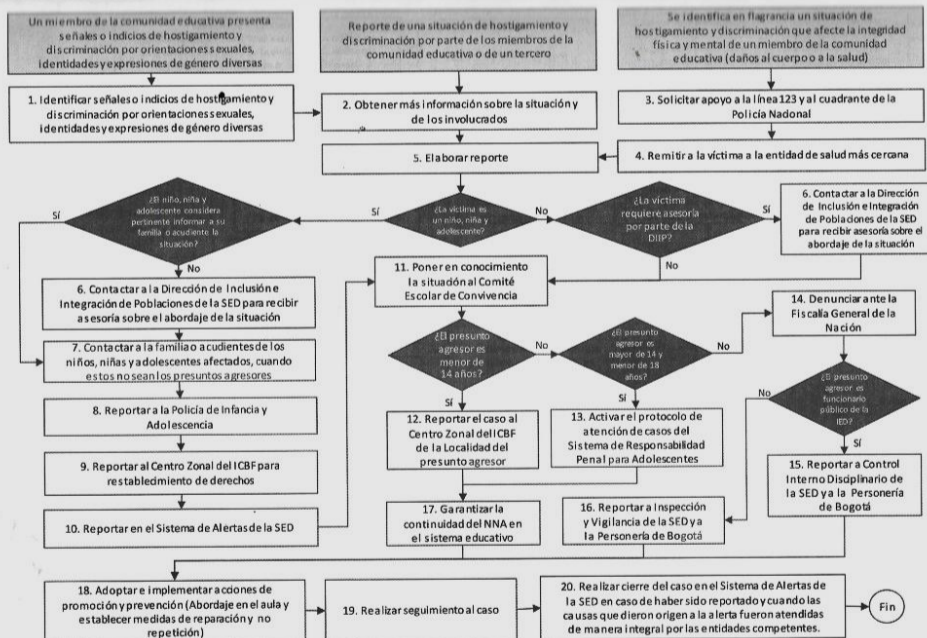 Un miembro de la comunidad educativa presenta
señales o indicios de hostigamiento y
discriminación por orientaciones sexuales,
identidades y expresiones de género diversas
Reporte de una situación de hostigamiento y
discriminación por parte de los miembros de la
comunidad educativa o de un tercero
Se identifica en flagrancia un situación de
hostigamiento y discriminación que afecte la integridad
física y mental de un miembro de la comunidad
educativa (daños al cuerpo o a la salud)
1. Identificar señales o indicios de hostigamiento y
discriminación por orientaciones sexuales,
identidades y expresiones de género diversas
2. Obtener más información sobre la situación y
de los involucrados
3. Solicitar apoyo a la línea 123 y al cuadrante de la
Policía Nacional
5. Elaborar reporte
4. Remitir a la víctima a la entidad de salud más cercana
¿El niño, niña y
adolescente considera
pertinente informar a su
familia o acudiente la
situación?
Sí
No
Sí
¿La víctima es
un niño, niña y
adolescente?
No
¿La víctima
requiere asesoría
por parte de la
DIIP?
Sí
No
6. Contactar a la Dirección
de Inclusión e Integración
de Poblaciones de la SED
para recibir asesoría sobre el
abordaje de la situación
6. Contactar a la Dirección de Inclusión e
Integración de Poblaciones de la SED para recibir
asesoría sobre el abordaje de la situación
11. Poner en conocimiento
la situación al Comité
Escolar de Convivencia
14. Denunciar ante la
Fiscalía General de la
Nación
7. Contactar a la familia o acudientes de los
niños, niñas y adolescentes afectados, cuando
estos no sean los presuntos agresores
¿El presunto
agresor es
menor de
14 años?
No
Sí
¿El presunto
agresor es
mayor de 14 y
menor de 18
años?
No
Sí
¿El presunto
agresor es
funcionario
público de la
IED?
No
Sí
8. Reportar a la Policía de Infancia y
Adolescencia
12. Reportar el caso al
Centro Zonal del ICBF
de la Localidad del
presunto agresor
13. Activar el protocolo de
atención de casos del
Sistema de Responsabilidad
Penal para Adolescentes
9. Reportar al Centro Zonal del ICBF para
restablecimiento de derechos
15. Reportar a Control
Interno Disciplinario de
la SED y a la Personería
de Bogotá
10. Reportar en el Sistema de Alertas de la SED
17. Garantizar la
continuidad del NNA en
el sistema educativo
16. Reportar a Inspección
y Vigilancia de la SED y a
la Personería de Bogotá
18. Adoptar e implementar acciones de
promoción y prevención (Abordaje en el aula y
establecer medidas de reparación y no
repetición)
19. Realizar seguimiento al caso
20. Realizar cierre del caso en el Sistema de Alertas de
la SED en caso de haber sido reportado y cuando las
causas que dieron origen a la alerta fueron atendidas
de manera integral por las entidades competentes.
Fin